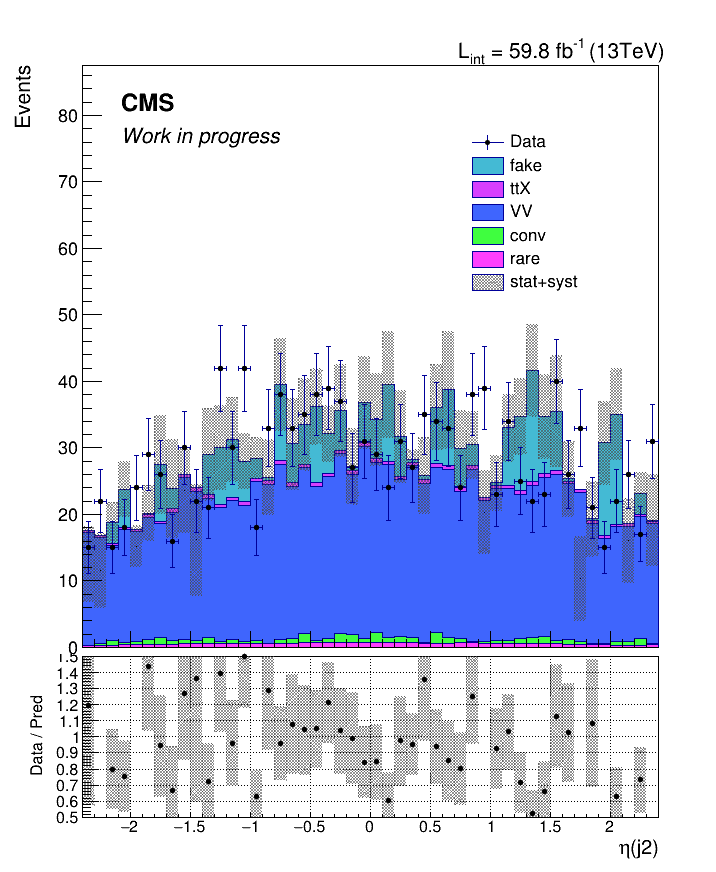 L_int = 59.8 fb^-1 (13TeV)
Events
CMS
Work in progress
Data
fake
ttX
VV
conv
rare
stat+syst
80
70
60
50
40
30
20
10
0
Data / Pred
1.5
1.4
1.3
1.2
1.1
1
0.9
0.8
0.7
0.6
0.5
−2 −1.5 −1 −0.5 0 0.5 1 1.5 2
η(j2)